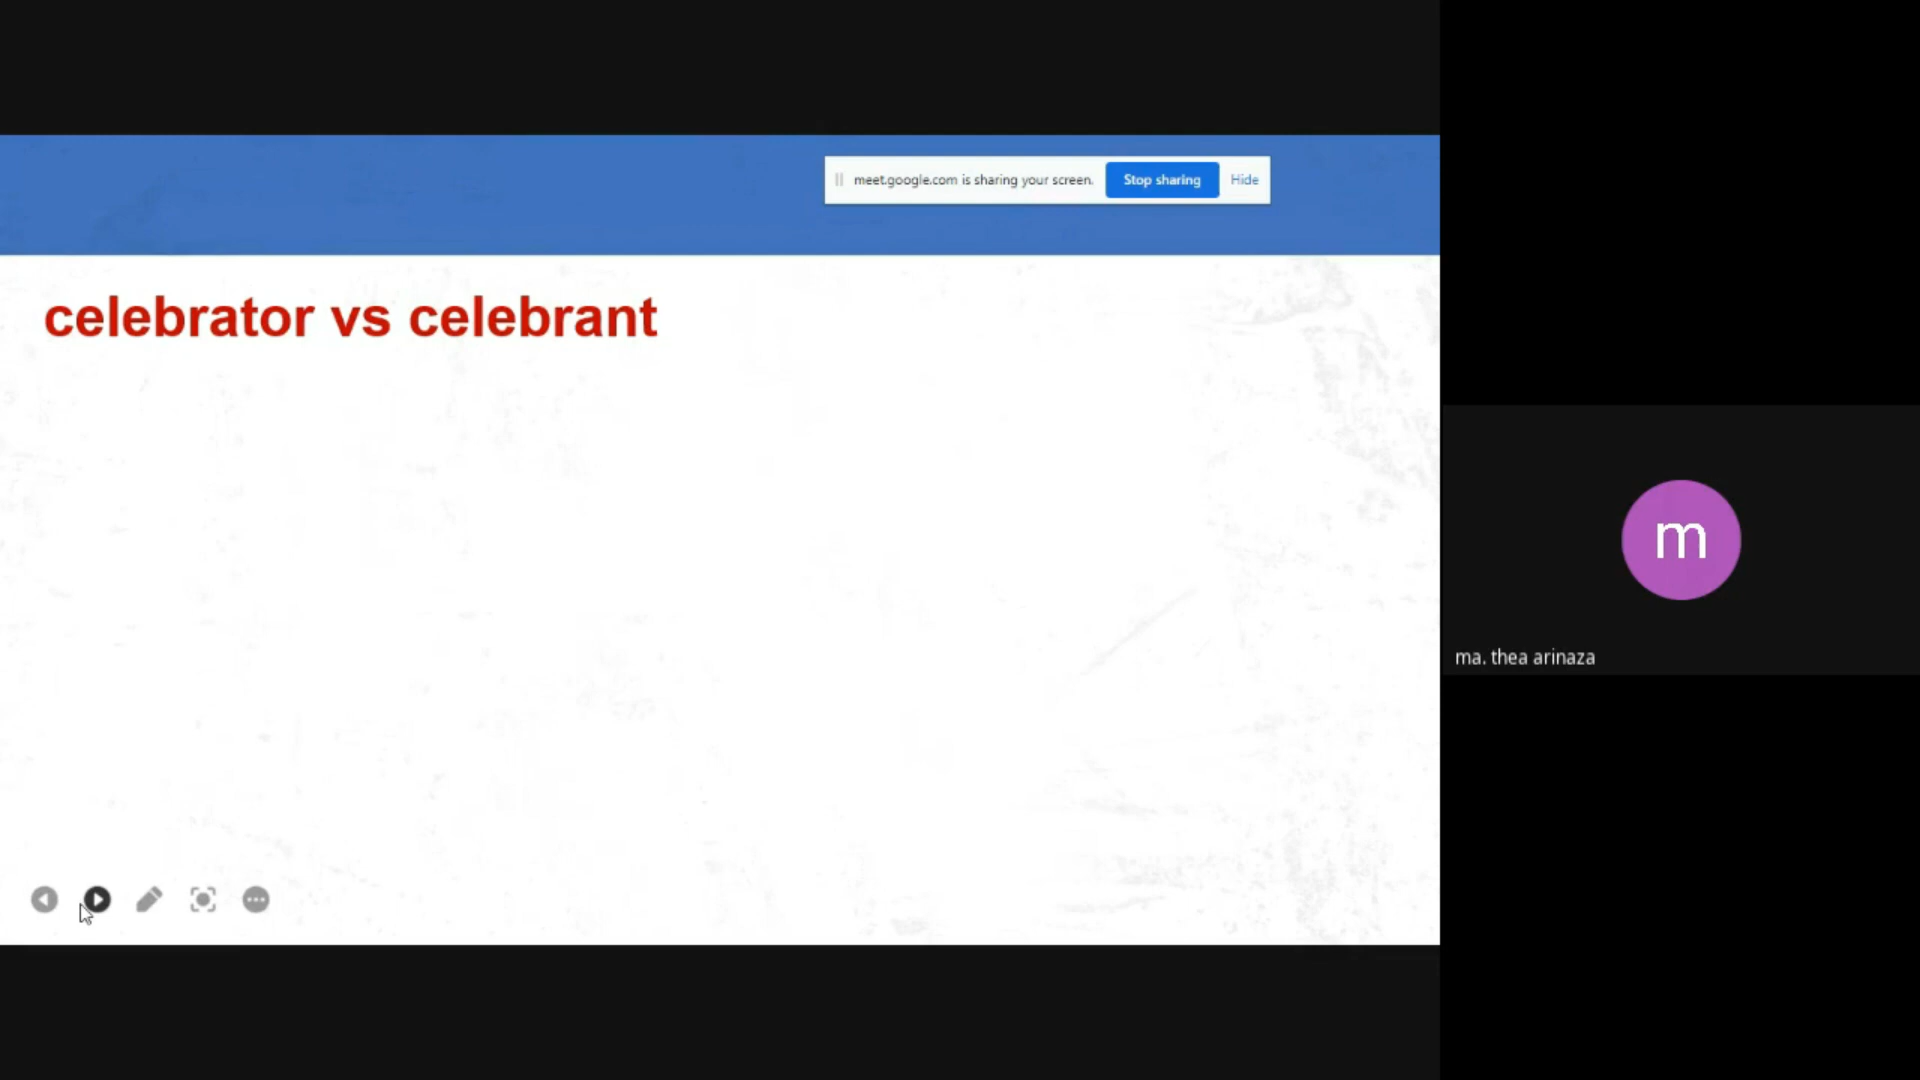 meet.google.com is sharing your screen. Stop sharing Hide
celebrator vs celebrant
m
ma. thea arinaza